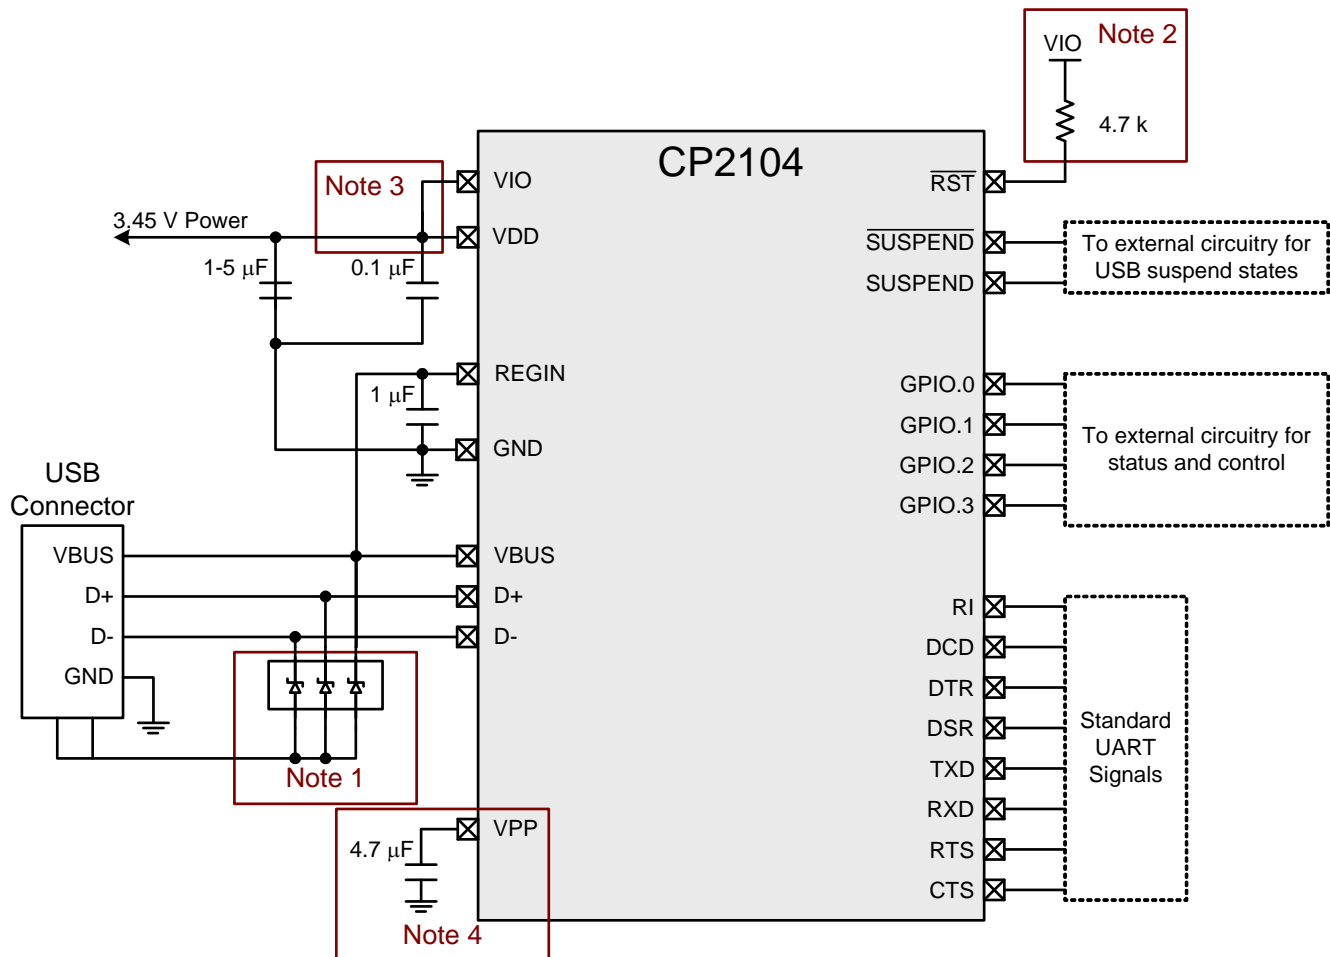 Note 2
VIO
4.7 k
CP2104
Note 3
VIO
RST
3.45 V Power
VDD
SUSPEND
To external circuitry for
USB suspend states
1-5 μF
0.1 μF
SUSPEND
REGIN
1 μF
GPIO.0
GPIO.1
To external circuitry for
status and control
GND
GPIO.2
GPIO.3
USB
Connector
VBUS
VBUS
D+
D+
RI
D-
D-
DCD
GND
DTR
DSR
Standard
UART
Signals
Note 1
TXD
VPP
RXD
4.7 μF
RTS
CTS
Note 4